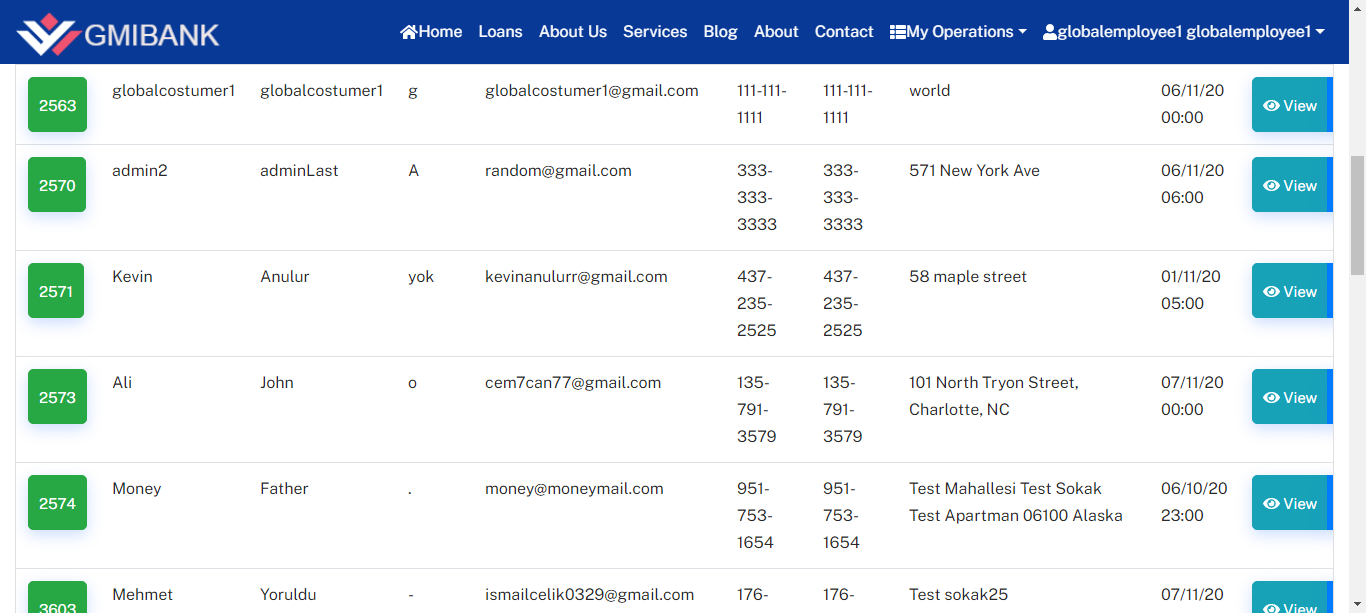 GMIBANK Home Loans About Us Services Blog About Contact My Operations globalemployee1 globalemployee1
2563 globalcostumer1 globalcostumer1 g globalcostumer1@gmail.com 111-111- 111-111- world 06/11/20 View
1111 1111 00:00
2570 admin2 adminLast A random@gmail.com 333- 333- 571 New York Ave 06/11/20 View
333- 333- 06:00
3333 3333
2571 Kevin Anulur yok kevinanulurr@gmail.com 437- 437- 58 maple street 01/11/20 View
235- 235- 05:00
2525 2525
2573 Ali John o cem7can77@gmail.com 135- 135- 101 North Tryon Street, 07/11/20 View
791- 791- Charlotte, NC 00:00
3579 3579
2574 Money Father . money@moneymail.com 951- 951- Test Mahallesi Test Sokak 06/10/20 View
753- 753- Test Apartman 06100 Alaska 23:00
1654 1654
3603 Mehmet Yoruldu - ismailcelik0329@gmail.com 176- 176- Test sokak25 07/11/20 View